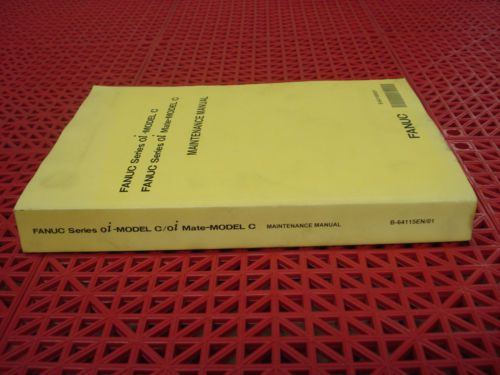 FANUC Series 0i-MODEL C
FANUC Series 0i Mate-MODEL C
MAINTENANCE MANUAL
FANUC
FANUC Series 0i-MODEL C/0i Mate-MODEL C MAINTENANCE MANUAL B-64115EN/01